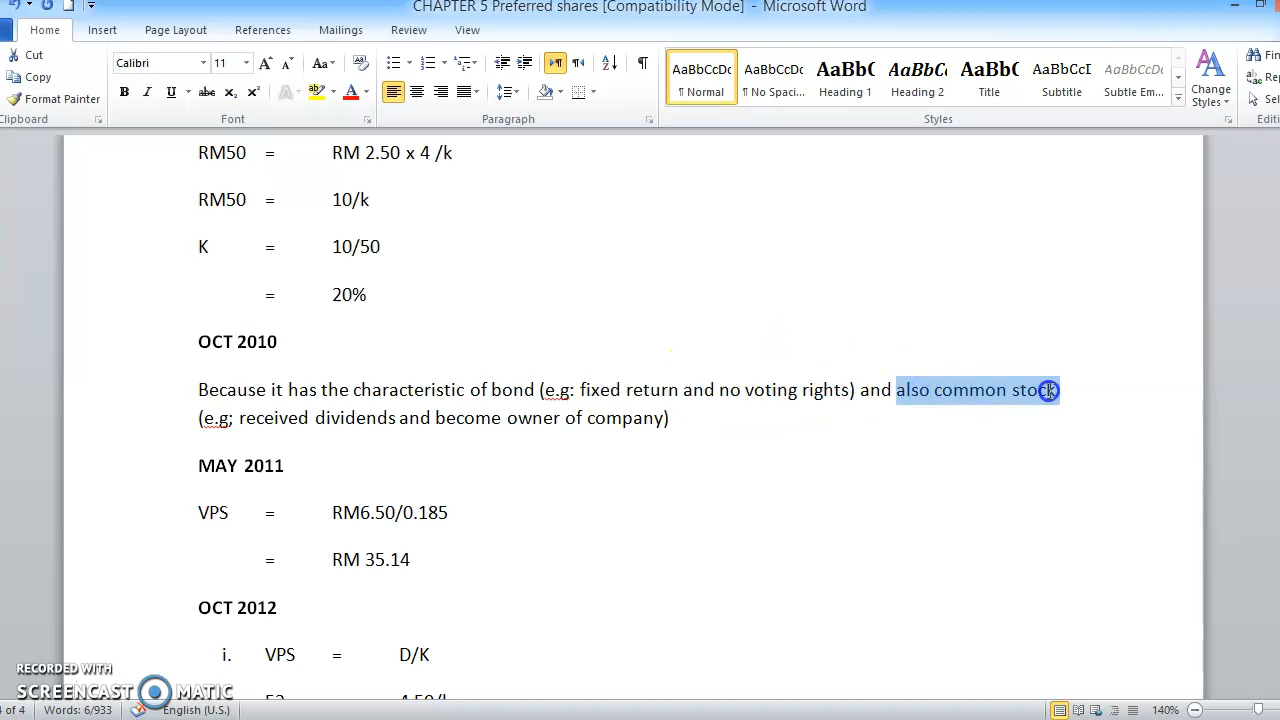 CHAPTER 5 Preferred shares [Compatibility Mode] - Microsoft Word
Home Insert Page Layout References Mailings Review View
Cut
Copy
Format Painter
Clipboard
Calibri 11
Font
Paragraph
AaBbCcDc AaBbCcDc AaBbC AaBbCc AaBbC AaBbCcI AaBbCcDc
¶ Normal ¶ No Spaci... Heading 1 Heading 2 Title Subtitle Subtle Em...
Styles
Change
Styles
RM50 = RM 2.50 x 4 /k
RM50 = 10/k
K = 10/50
= 20%
OCT 2010
Because it has the characteristic of bond (e.g: fixed return and no voting rights) and also common stock
(e.g; received dividends and become owner of company)
MAY 2011
VPS = RM6.50/0.185
= RM 35.14
OCT 2012
i. VPS = D/K
RECORDED WITH
SCREENCAST MATIC
of 4 Words: 6/933 English (U.S.) 140%